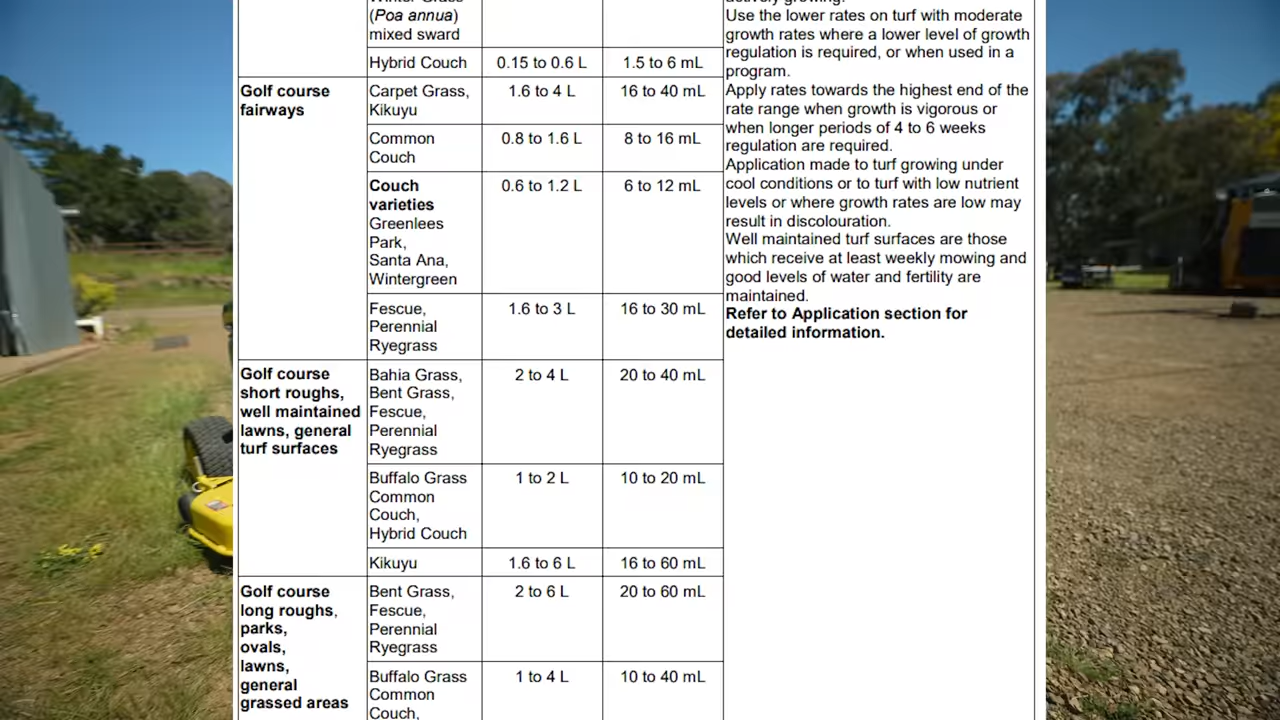 (Poa annua)
mixed sward
Hybrid Couch
0.15 to 0.6 L
1.5 to 6 mL
Golf course
fairways
Carpet Grass,
Kikuyu
1.6 to 4 L
16 to 40 mL
Common
Couch
0.8 to 1.6 L
8 to 16 mL
Couch
varieties
Greenlees
Park,
Santa Ana,
Wintergreen
0.6 to 1.2 L
6 to 12 mL
Fescue,
Perennial
Ryegrass
1.6 to 3 L
16 to 30 mL
Golf course
short roughs,
well maintained
lawns, general
turf surfaces
Bahia Grass,
Bent Grass,
Fescue,
Perennial
Ryegrass
2 to 4 L
20 to 40 mL
Buffalo Grass
Common
Couch,
Hybrid Couch
1 to 2 L
10 to 20 mL
Kikuyu
1.6 to 6 L
16 to 60 mL
Golf course
long roughs,
parks,
ovals,
lawns,
general
grassed areas
Bent Grass,
Fescue,
Perennial
Ryegrass
2 to 6 L
20 to 60 mL
Buffalo Grass
Common
Couch,
1 to 4 L
10 to 40 mL
actively growing.
Use the lower rates on turf with moderate
growth rates where a lower level of growth
regulation is required, or when used in a
program.
Apply rates towards the highest end of the
rate range when growth is vigorous or
when longer periods of 4 to 6 weeks
regulation are required.
Application made to turf growing under
cool conditions or to turf with low nutrient
levels or where growth rates are low may
result in discolouration.
Well maintained turf surfaces are those
which receive at least weekly mowing and
good levels of water and fertility are
maintained.
Refer to Application section for
detailed information.